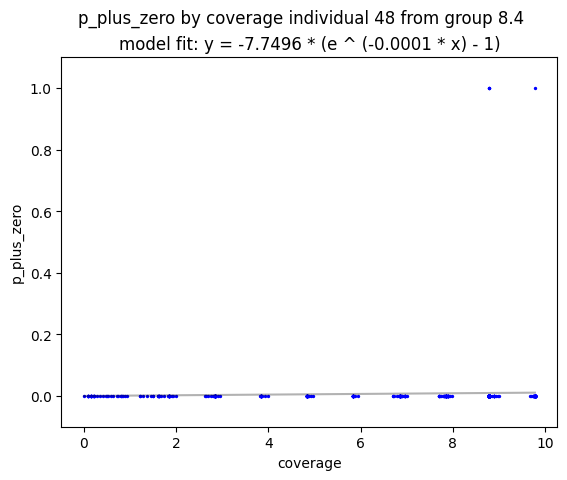 p_plus_zero by coverage individual 48 from group 8.4
model fit: y = -7.7496 * (e ^ (-0.0001 * x) - 1)
1.0
0.8
0.6
0.4
0.2
0.0
p_plus_zero
0 2 4 6 8 10
coverage